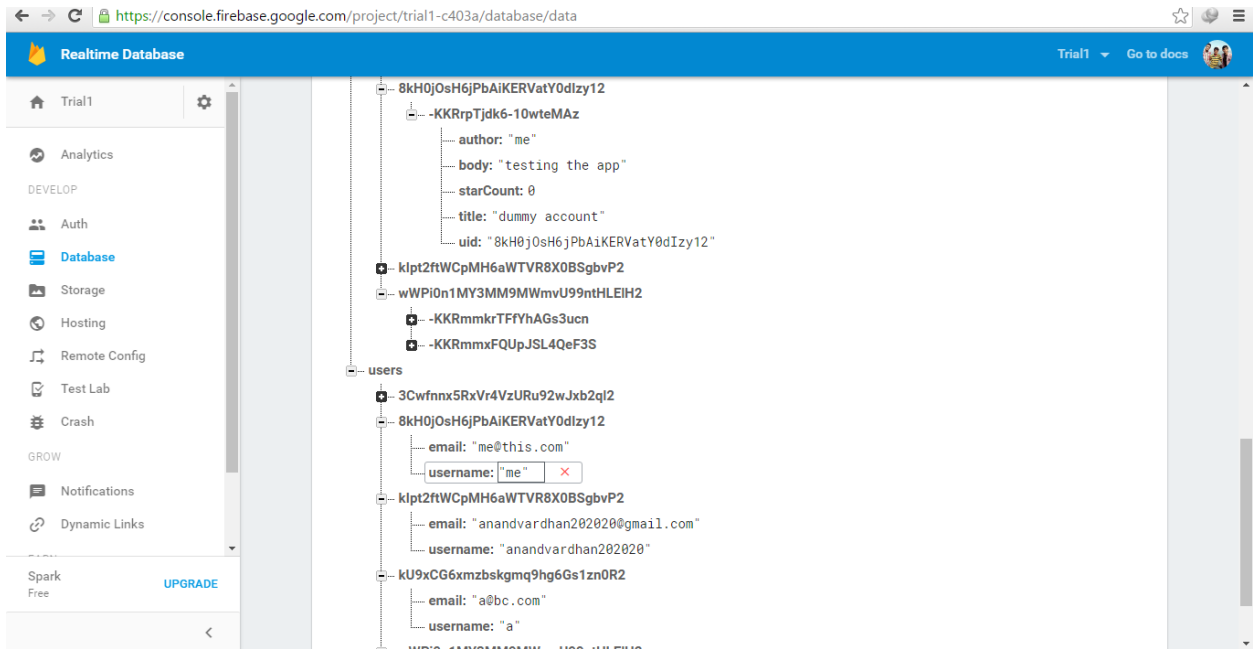 https://console.firebase.google.com/project/trial1-c403a/database/data
Realtime Database
Trial1
Go to docs
Trial1
Analytics
DEVELOP
Auth
Database
Storage
Hosting
Remote Config
Test Lab
Crash
GROW
Notifications
Dynamic Links
Spark
Free
UPGRADE
8kH0jOsH6jPbAiKERVatY0dIzy12
-KKRrpTjdk6-10wteMAz
author: "me"
body: "testing the app"
starCount: 0
title: "dummy account"
uid: "8kH0jOsH6jPbAiKERVatY0dIzy12"
kIpt2ftWCpMH6aWTVR8X0BSgbvP2
wWPi0n1MY3MM9MWmvU99ntHLEIH2
-KKRmmkrTFfYhAGs3ucn
-KKRmmxFQUpJSL4QeF3S
users
3Cwfnnx5RxVr4VzURu92wJxb2qI2
8kH0jOsH6jPbAiKERVatY0dIzy12
email: "me@this.com"
username: "me"
kIpt2ftWCpMH6aWTVR8X0BSgbvP2
email: "anandvardhan202020@gmail.com"
username: "anandvardhan202020"
kU9xCG6xmzbskgmq9hg6Gs1zn0R2
email: "a@bc.com"
username: "a"